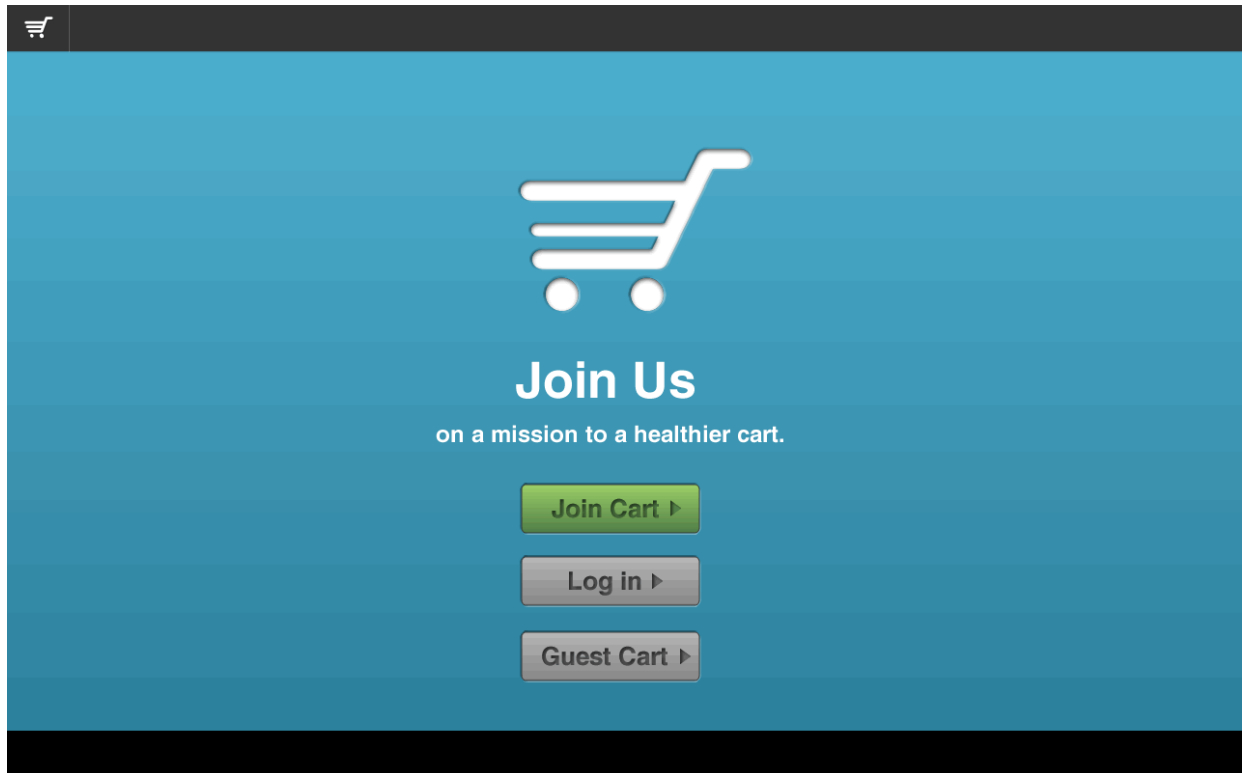 Join Us
on a mission to a healthier cart.
Join Cart
Log in
Guest Cart